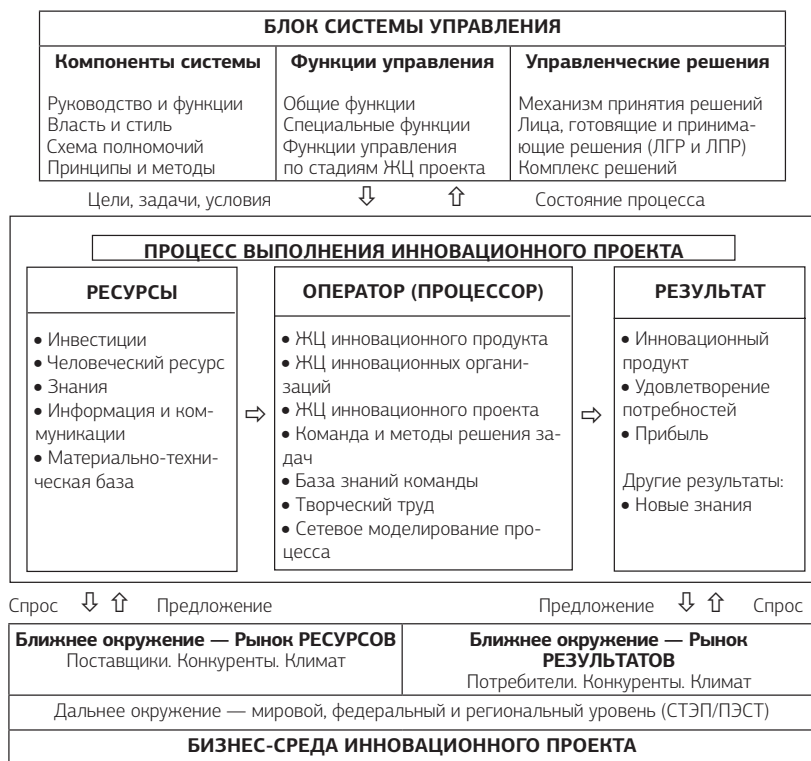 БЛОК СИСТЕМЫ УПРАВЛЕНИЯ
Компоненты системы
Руководство и функции
Власть и стиль
Схема полномочий
Принципы и методы
Функции управления
Общие функции
Специальные функции
Функции управления
по стадиям ЖЦ проекта
Управленческие решения
Механизм принятия решений
Лица, готовящие и принима-
ющие решения (ЛГР и ЛПР)
Комплекс решений
Цели, задачи, условия ⇩ ⇧ Состояние процесса
ПРОЦЕСС ВЫПОЛНЕНИЯ ИННОВАЦИОННОГО ПРОЕКТА
РЕСУРСЫ
• Инвестиции
• Человеческий ресурс
• Знания
• Информация и ком-
муникации
• Материально-техни-
ческая база
⇨
ОПЕРАТОР (ПРОЦЕССОР)
• ЖЦ инновационного продукта
• ЖЦ инновационных органи-
заций
• ЖЦ инновационного проекта
• Команда и методы решения за-
дач
• База знаний команды
• Творческий труд
• Сетевое моделирование про-
цесса
⇨
РЕЗУЛЬТАТ
• Инновационный
продукт
• Удовлетворение
потребностей
• Прибыль
Другие результаты:
• Новые знания
Спрос ⇩ ⇧ Предложение
Предложение ⇩ ⇧ Спрос
Ближнее окружение — Рынок РЕСУРСОВ
Поставщики. Конкуренты. Климат
Ближнее окружение — Рынок
РЕЗУЛЬТАТОВ
Потребители. Конкуренты. Климат
Дальнее окружение — мировой, федеральный и региональный уровень (СТЭП/ПЭСТ)
БИЗНЕС-СРЕДА ИННОВАЦИОННОГО ПРОЕКТА